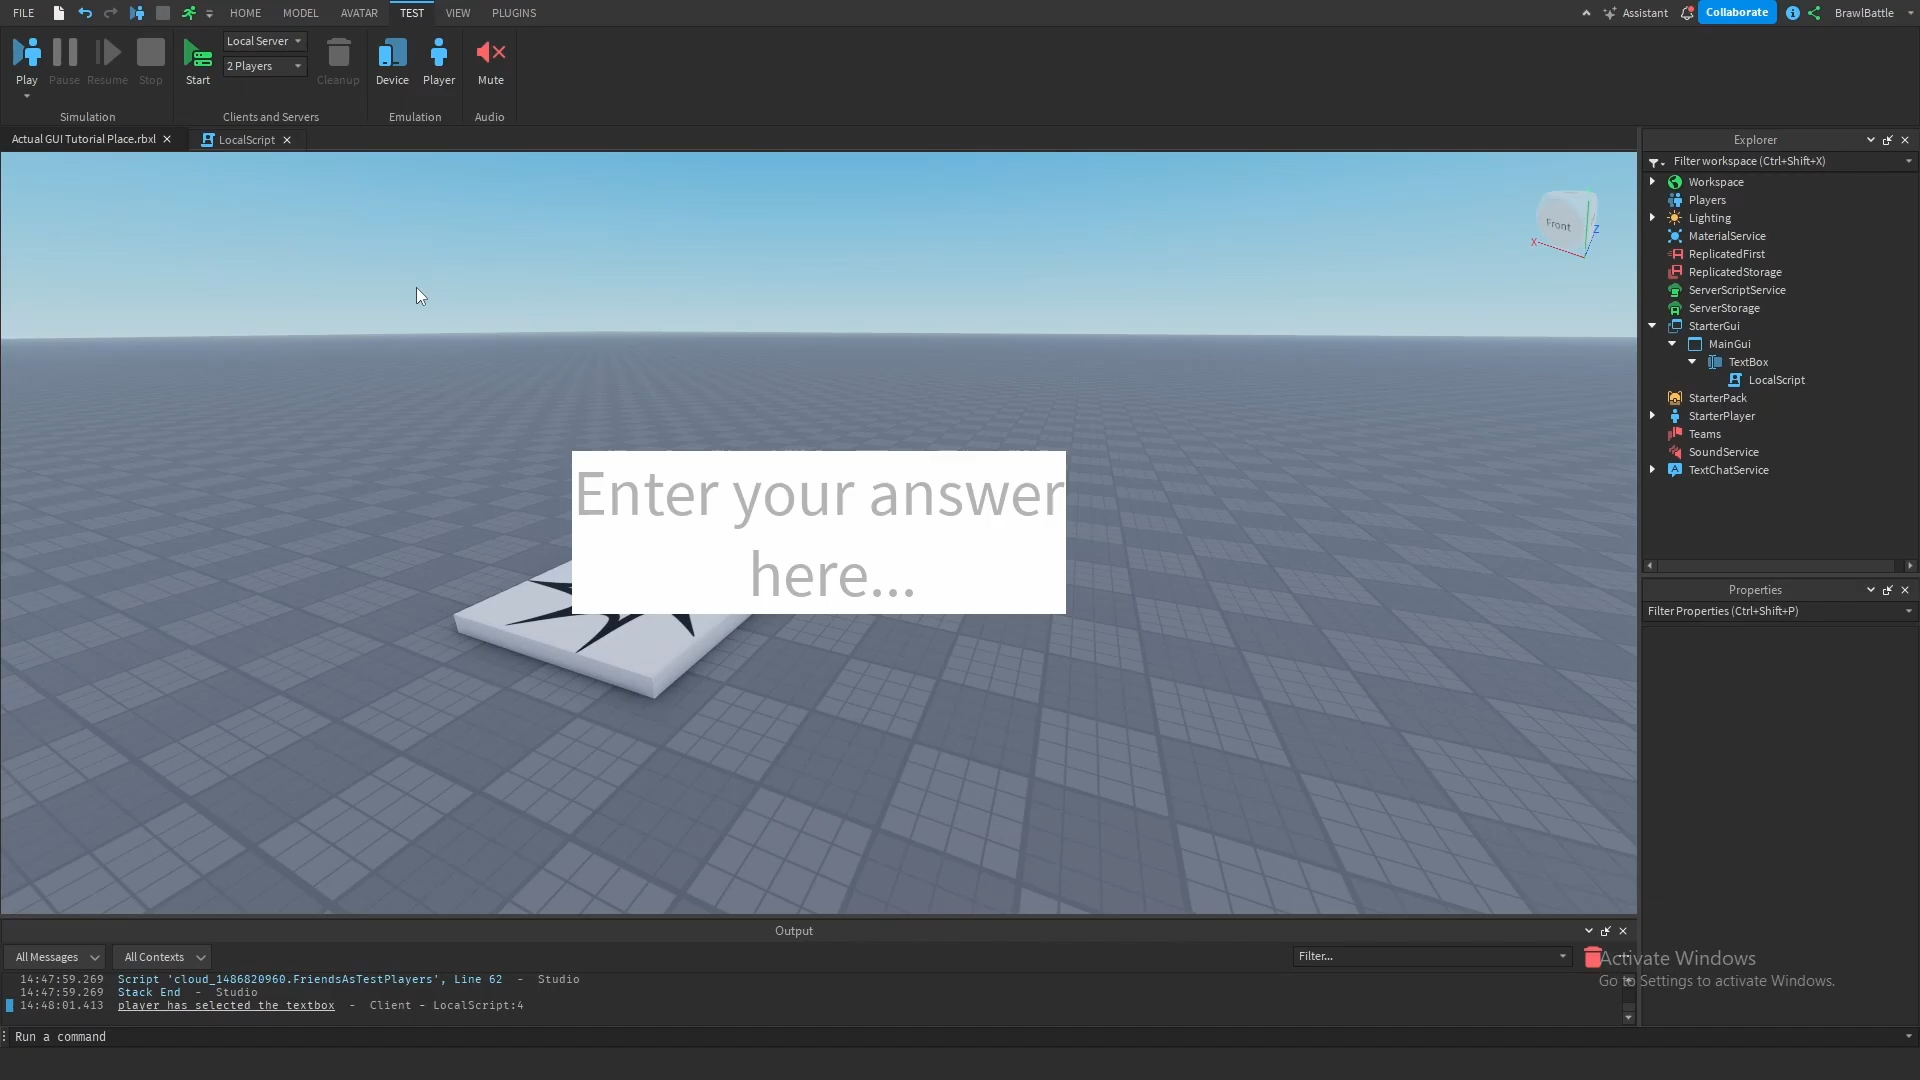 FILE HOME MODEL AVATAR TEST VIEW PLUGINS Assistant Collaborate BrawlBattle
Play Pause Resume Stop Start Local Server 2 Players Cleanup Device Player Mute
Simulation Clients and Servers Emulation Audio
Actual GUI Tutorial Place.rbxl LocalScript
Front
X
Z
Enter your answer
here...
Explorer
Filter workspace (Ctrl+Shift+X)
Workspace
Players
Lighting
MaterialService
ReplicatedFirst
ReplicatedStorage
ServerScriptService
ServerStorage
StarterGui
MainGui
TextBox
LocalScript
StarterPack
StarterPlayer
Teams
SoundService
TextChatService
Properties
Filter Properties (Ctrl+Shift+P)
Output
All Messages All Contexts Filter...
14:47:59.269 Script 'cloud_1486820960.FriendsAsTestPlayers', Line 62 - Studio
14:47:59.269 Stack End - Studio
14:48:01.413 player has selected the textbox - Client - LocalScript:4
Run a command
Activate Windows
Go to Settings to activate Windows.